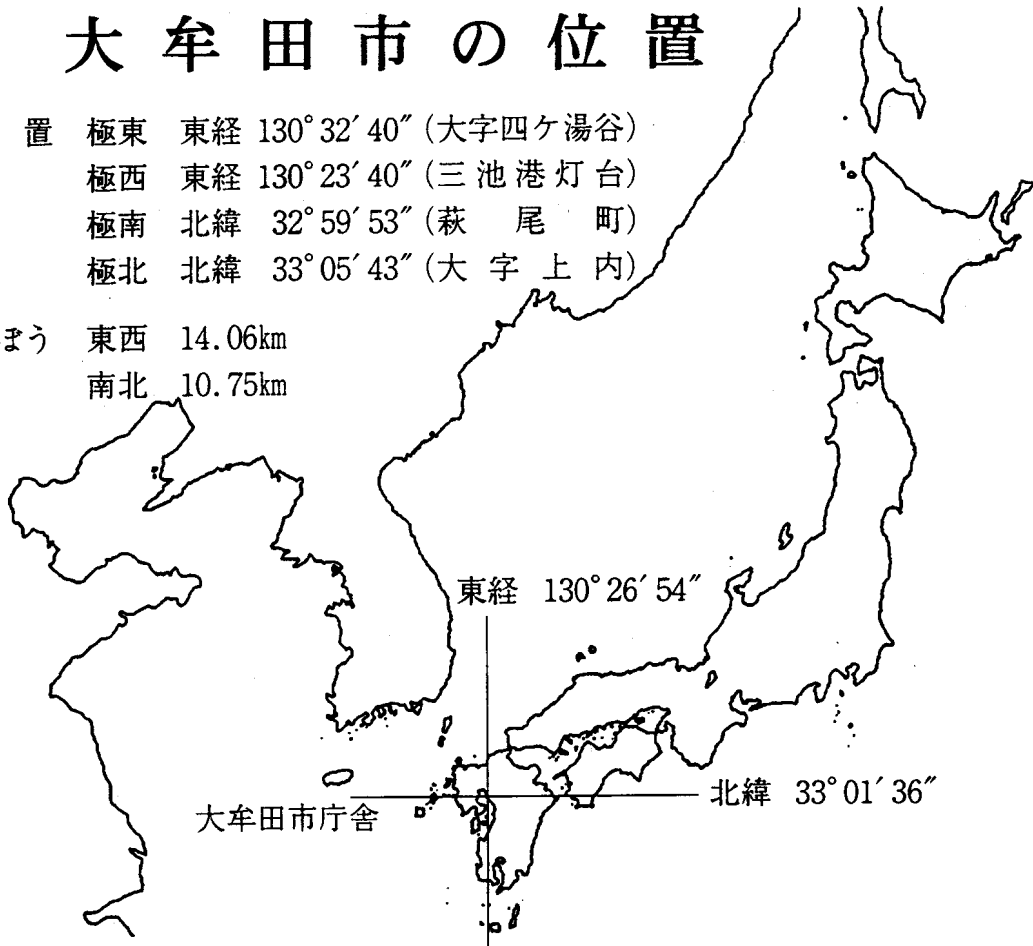 大牟田市の位置
置 極東 東経 130°32′40″(大字四ケ湯谷)
極西 東経 130°23′40″(三池港灯台)
極南 北緯 32°59′53″(萩尾町)
極北 北緯 33°05′43″(大字上内)
ぼう 東西 14.06km
南北 10.75km
東経 130°26′54″
北緯 33°01′36″
大牟田市庁舎